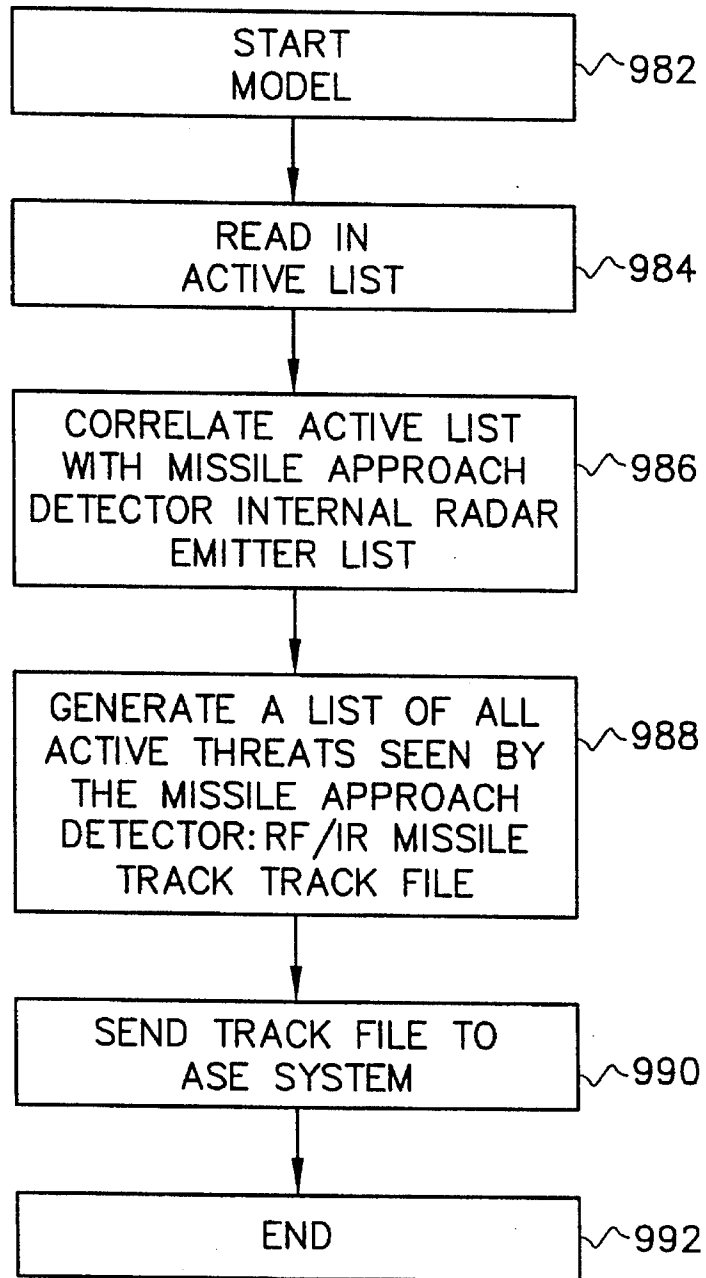 START
MODEL
982
READ IN
ACTIVE LIST
984
CORRELATE ACTIVE LIST
WITH MISSILE APPROACH
DETECTOR INTERNAL RADAR
EMITTER LIST
986
GENERATE A LIST OF ALL
ACTIVE THREATS SEEN BY
THE MISSILE APPROACH
DETECTOR: RF/IR MISSILE
TRACK TRACK FILE
988
SEND TRACK FILE TO
ASE SYSTEM
990
END
992